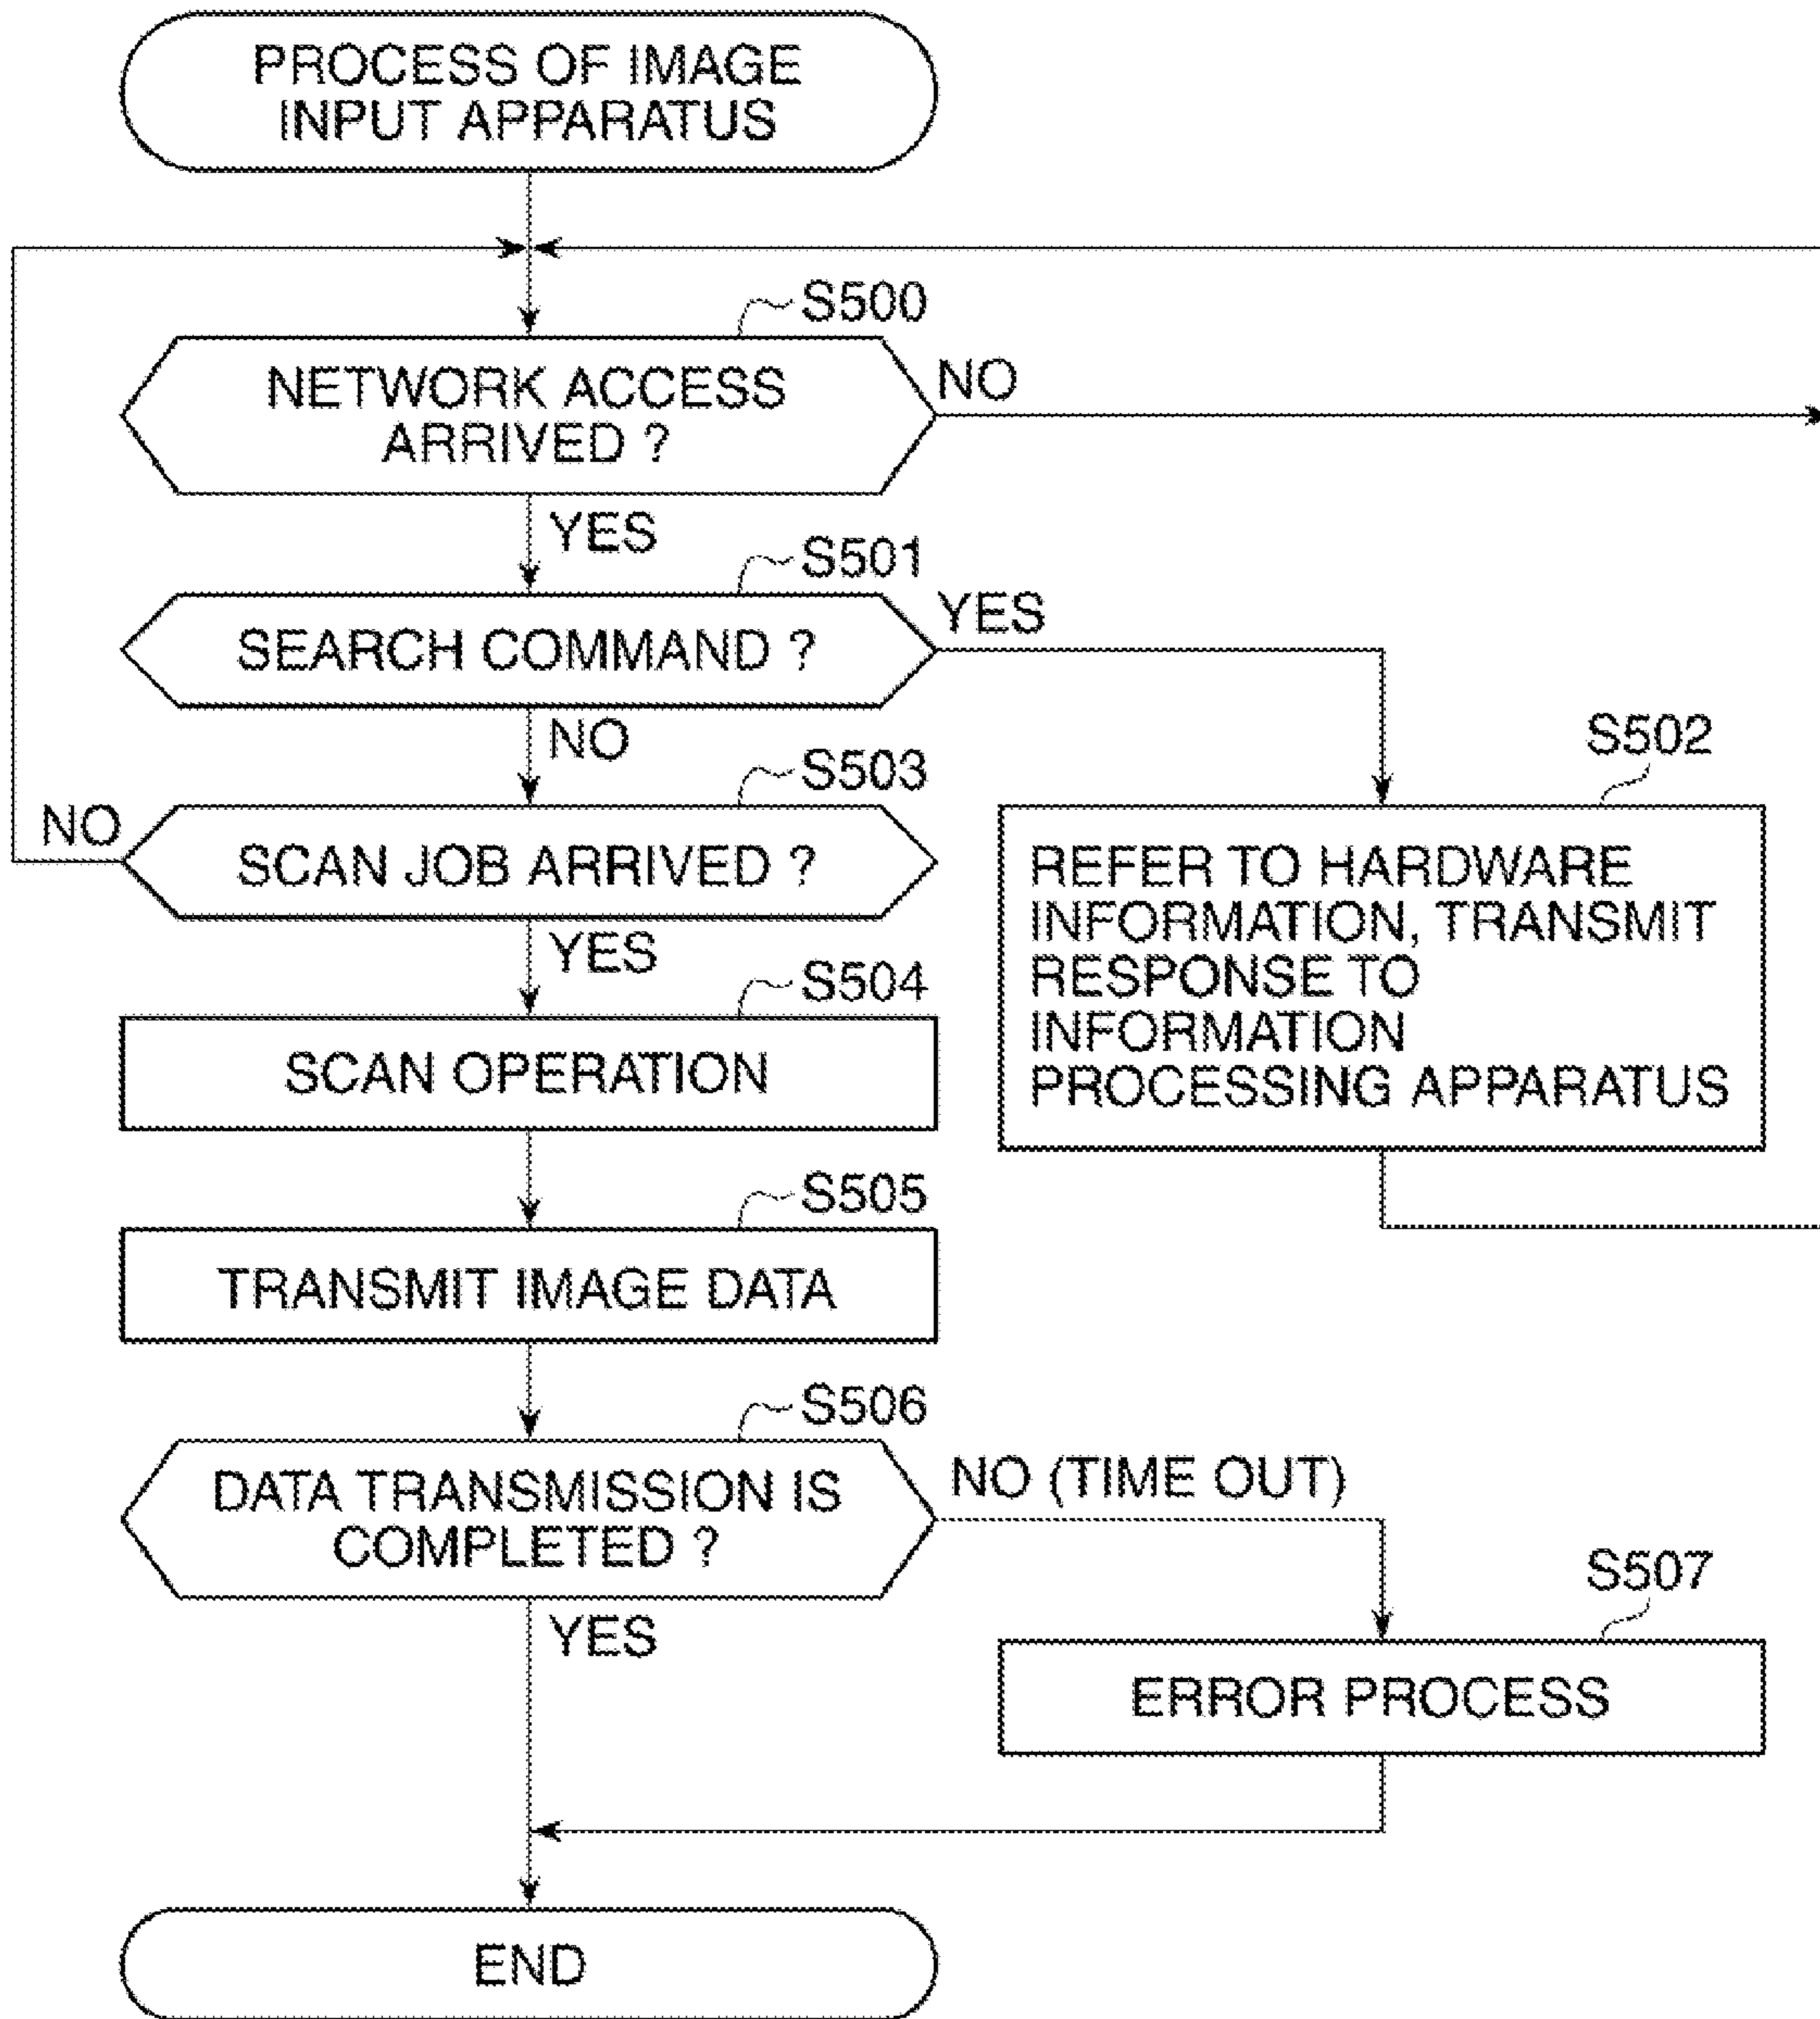 PROCESS OF IMAGE
INPUT APPARATUS
S500
NETWORK ACCESS
ARRIVED ?
NO
YES
S501
SEARCH COMMAND ?
YES
NO
S502
REFER TO HARDWARE
INFORMATION, TRANSMIT
RESPONSE TO
INFORMATION
PROCESSING APPARATUS
S503
NO
SCAN JOB ARRIVED ?
YES
S504
SCAN OPERATION
S505
TRANSMIT IMAGE DATA
S506
DATA TRANSMISSION IS
COMPLETED ?
NO (TIME OUT)
YES
S507
ERROR PROCESS
END